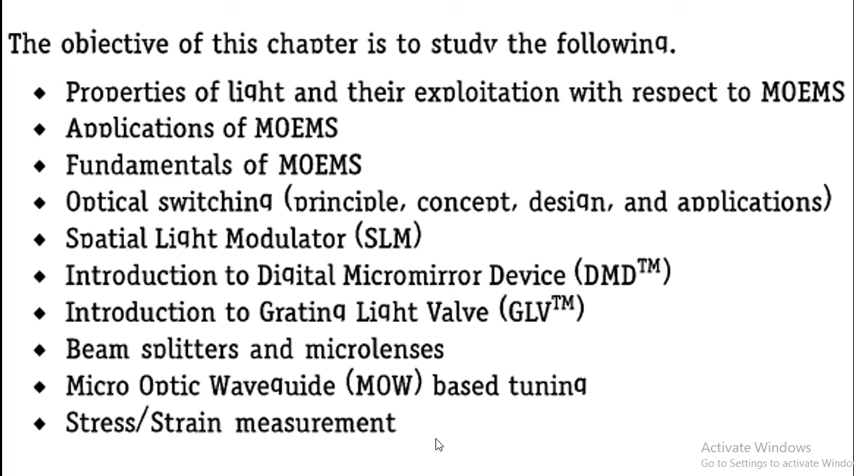 The objective of this chapter is to study the following.
◆ Properties of light and their exploitation with respect to MOEMS
◆ Applications of MOEMS
◆ Fundamentals of MOEMS
◆ Optical switching (principle, concept, design, and applications)
◆ Spatial Light Modulator (SLM)
◆ Introduction to Digital Micromirror Device (DMD™)
◆ Introduction to Grating Light Valve (GLV™)
◆ Beam splitters and microlenses
◆ Micro Optic Waveguide (MOW) based tuning
◆ Stress/Strain measurement
Activate Windows
Go to Settings to activate Windo